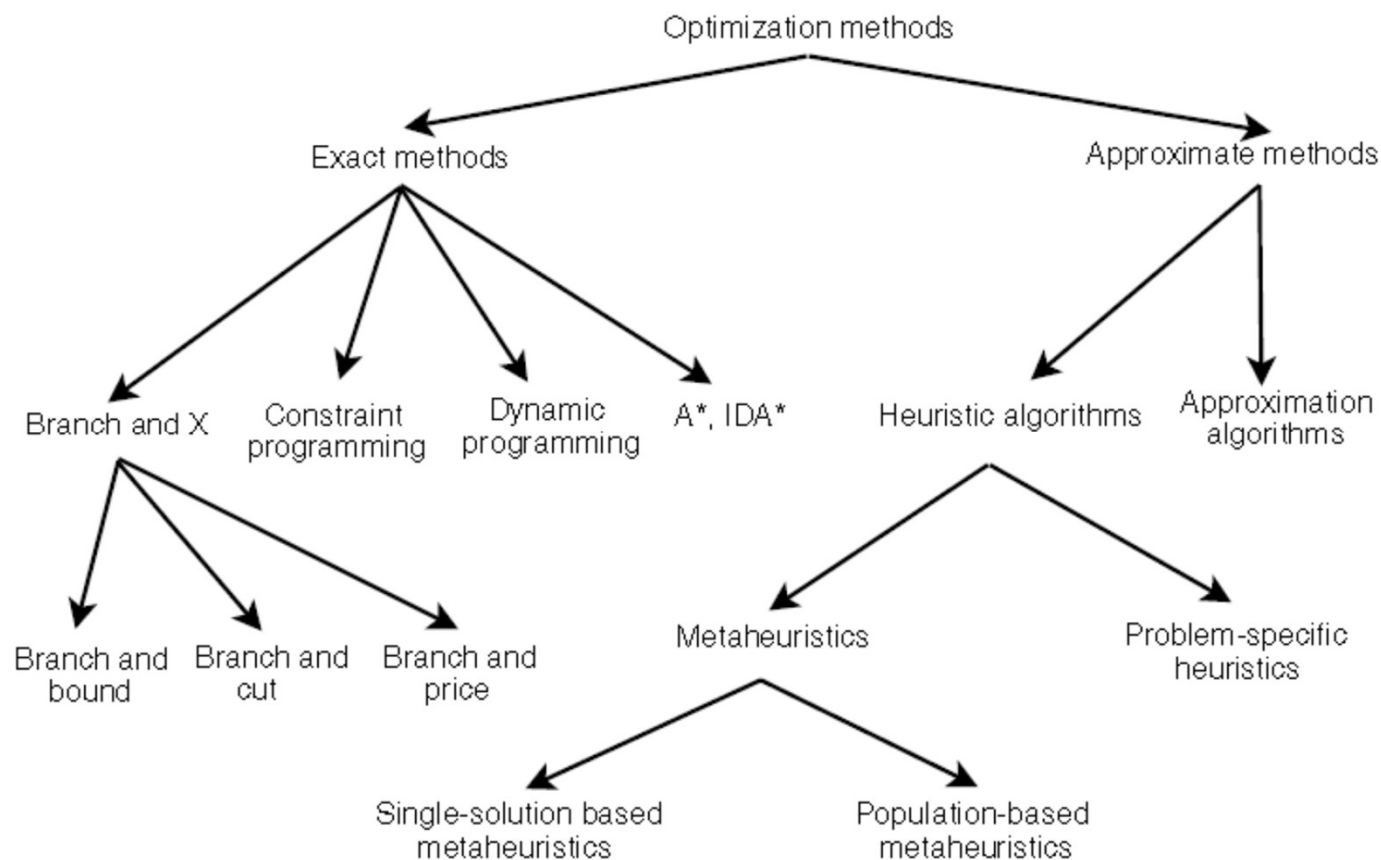 Optimization methods
Exact methods
Approximate methods
Branch and X
Constraint
programming
Dynamic
programming
A*, IDA*
Heuristic algorithms
Approximation
algorithms
Branch and
bound
Branch and
cut
Branch and
price
Metaheuristics
Problem-specific
heuristics
Single-solution based
metaheuristics
Population-based
metaheuristics